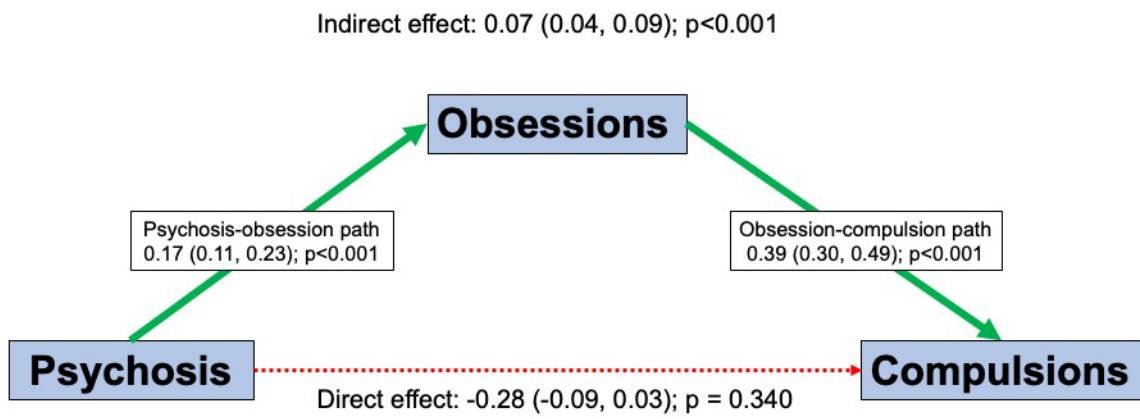 Indirect effect: 0.07 (0.04, 0.09); p<0.001
Obsessions
Psychosis-obsession path
0.17 (0.11, 0.23); p<0.001
Obsession-compulsion path
0.39 (0.30, 0.49); p<0.001
Psychosis
Compulsions
Direct effect: -0.28 (-0.09, 0.03); p = 0.340